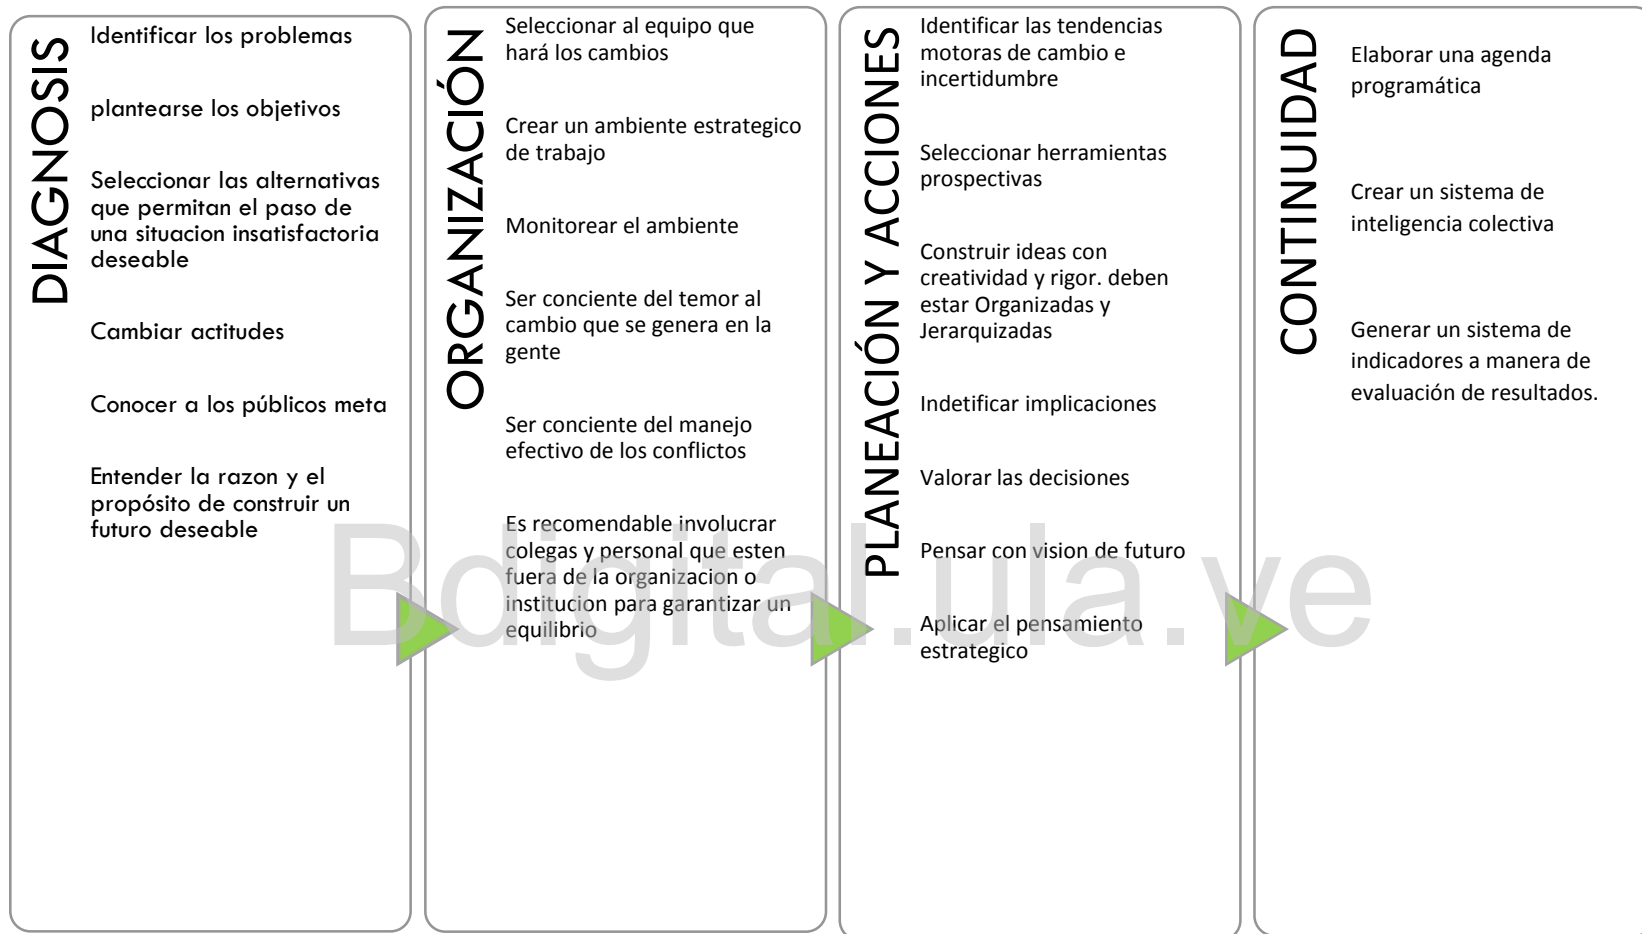 DIAGNOSIS
Identificar los problemas
plantearse los objetivos
Seleccionar las alternativas
que permitan el paso de
una situacion insatisfactoria
deseable
Cambiar actitudes
Conocer a los públicos meta
Entender la razon y el
propósito de construir un
futuro deseable
ORGANIZACIÓN
Seleccionar al equipo que
hará los cambios
Crear un ambiente estrategico
de trabajo
Monitorear el ambiente
Ser conciente del temor al
cambio que se genera en la
gente
Ser conciente del manejo
efectivo de los conflictos
Es recomendable involucrar
colegas y personal que esten
fuera de la organizacion o
institucion para garantizar un
equilibrio
PLANEACIÓN Y ACCIONES
Identificar las tendencias
motoras de cambio e
incertidumbre
Seleccionar herramientas
prospectivas
Construir ideas con
creatividad y rigor. deben
estar Organizadas y
Jerarquizadas
Indetificar implicaciones
Valorar las decisiones
Pensar con vision de futuro
Aplicar el pensamiento
estrategico
CONTINUIDAD
Elaborar una agenda
programática
Crear un sistema de
inteligencia colectiva
Generar un sistema de
indicadores a manera de
evaluación de resultados.
Bdigital.ula.ve